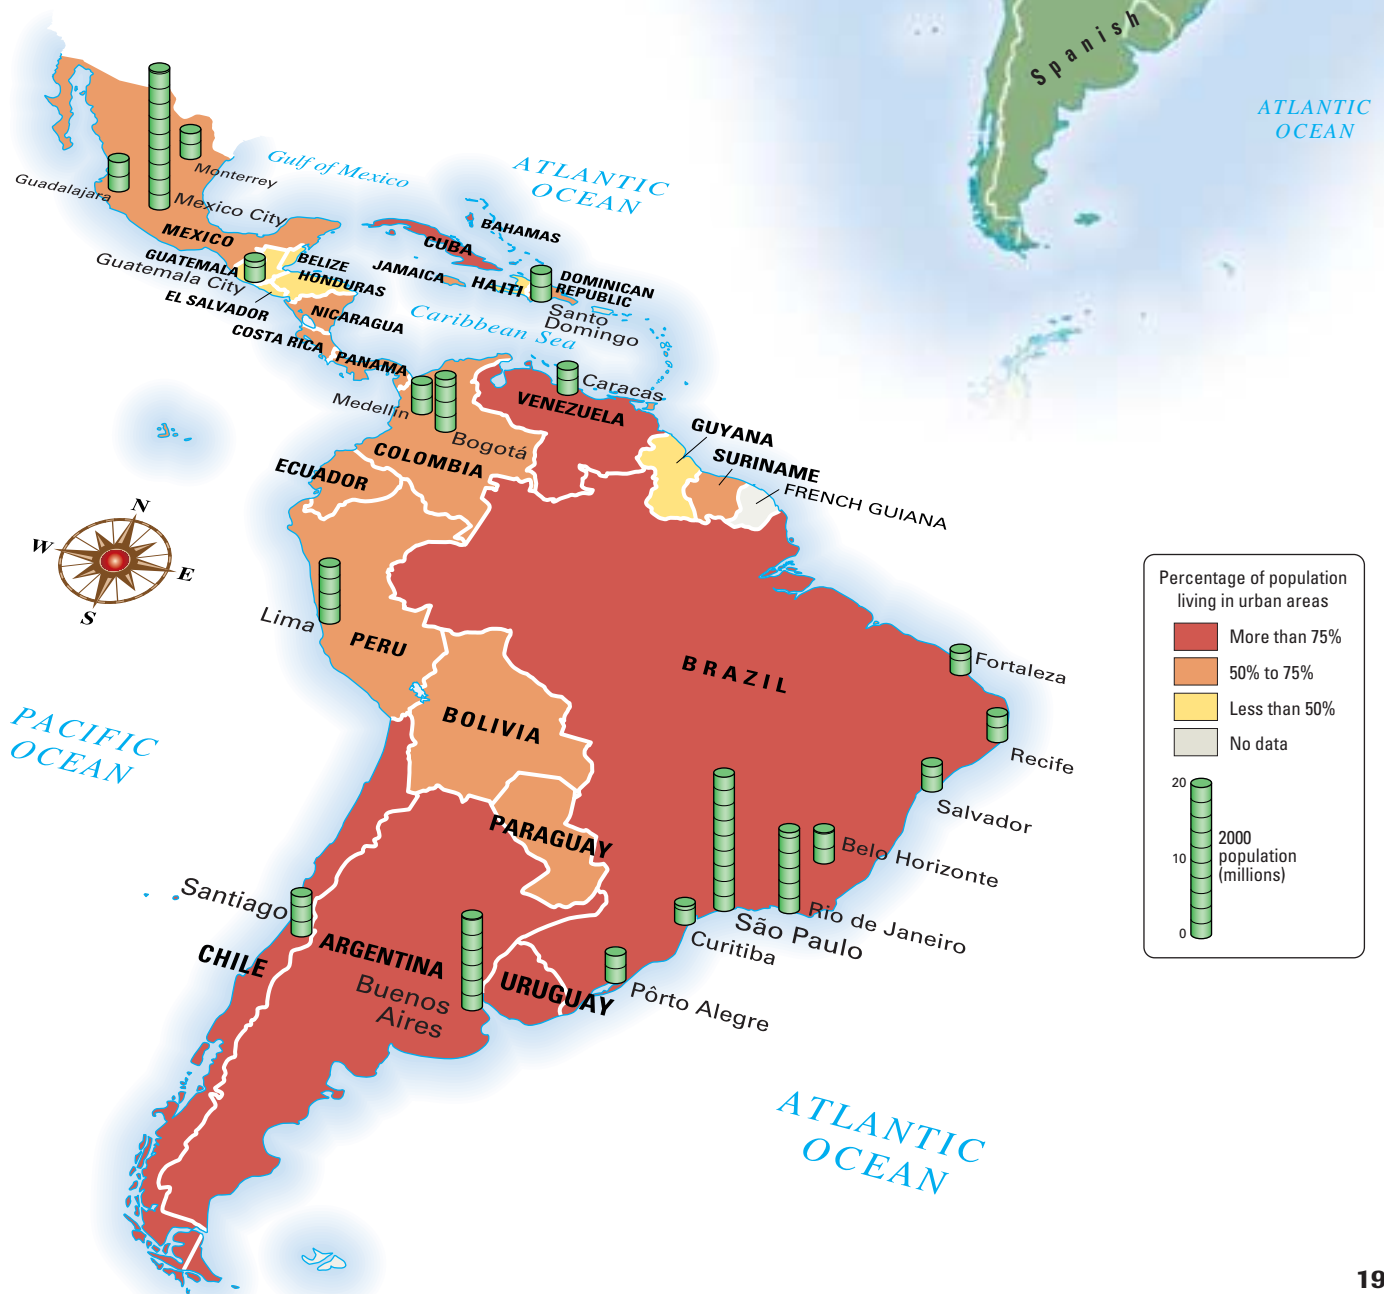 Spanish
ATLANTIC
OCEAN
Gulf of Mexico
ATLANTIC
OCEAN
Monterrey
Guadalajara
Mexico City
MEXICO
BAHAMAS
CUBA
GUATEMALA
BELIZE
JAMAICA
HAITI
DOMINICAN
REPUBLIC
Guatemala City
HONDURAS
EL SALVADOR
NICARAGUA
Santo
Domingo
Caribbean Sea
COSTA RICA
PANAMA
Caracas
Medellín
VENEZUELA
Bogotá
GUYANA
COLOMBIA
SURINAME
ECUADOR
FRENCH GUIANA
N
W
E
S
Lima
PERU
BRAZIL
Fortaleza
BOLIVIA
Recife
PACIFIC
OCEAN
Salvador
PARAGUAY
Belo Horizonte
Santiago
São Paulo
Rio de Janeiro
Curitiba
CHILE
ARGENTINA
Buenos
Aires
URUGUAY
Pôrto Alegre
ATLANTIC
OCEAN
Percentage of population
living in urban areas
More than 75%
50% to 75%
Less than 50%
No data
20
10
0
2000
population
(millions)
19